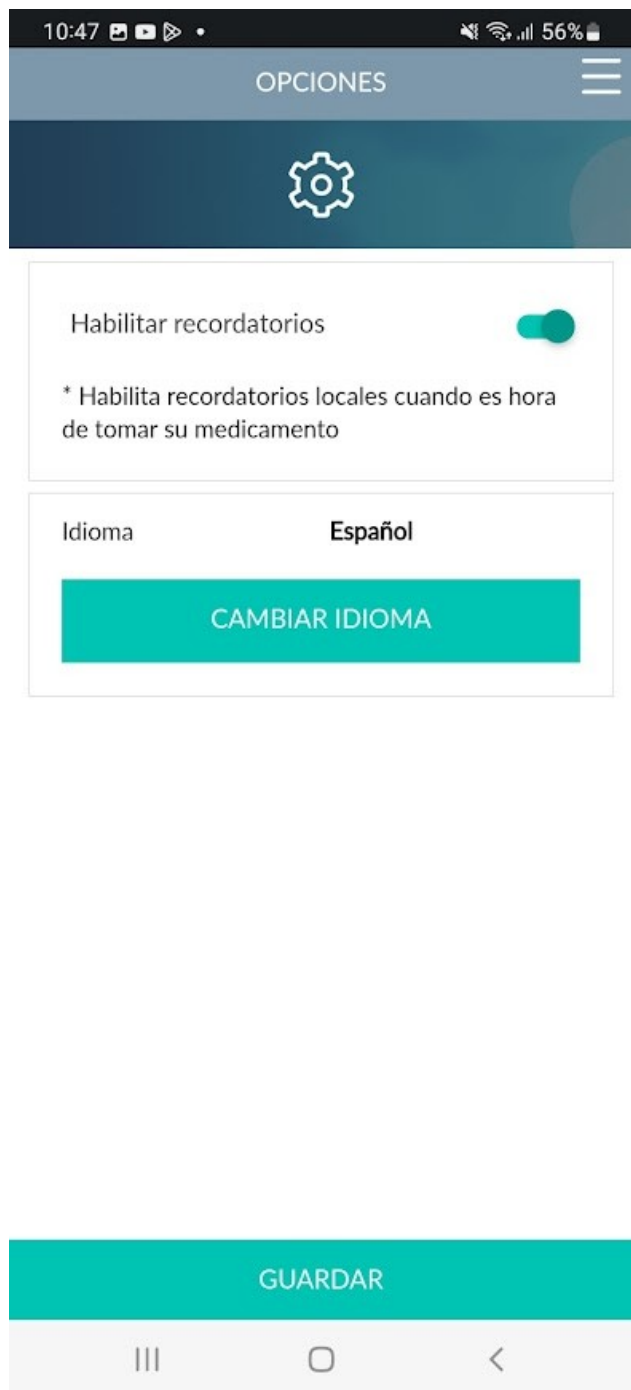 10:47
56%
OPCIONES
Habilitar recordatorios
* Habilita recordatorios locales cuando es hora
de tomar su medicamento
Idioma Español
CAMBIAR IDIOMA
GUARDAR